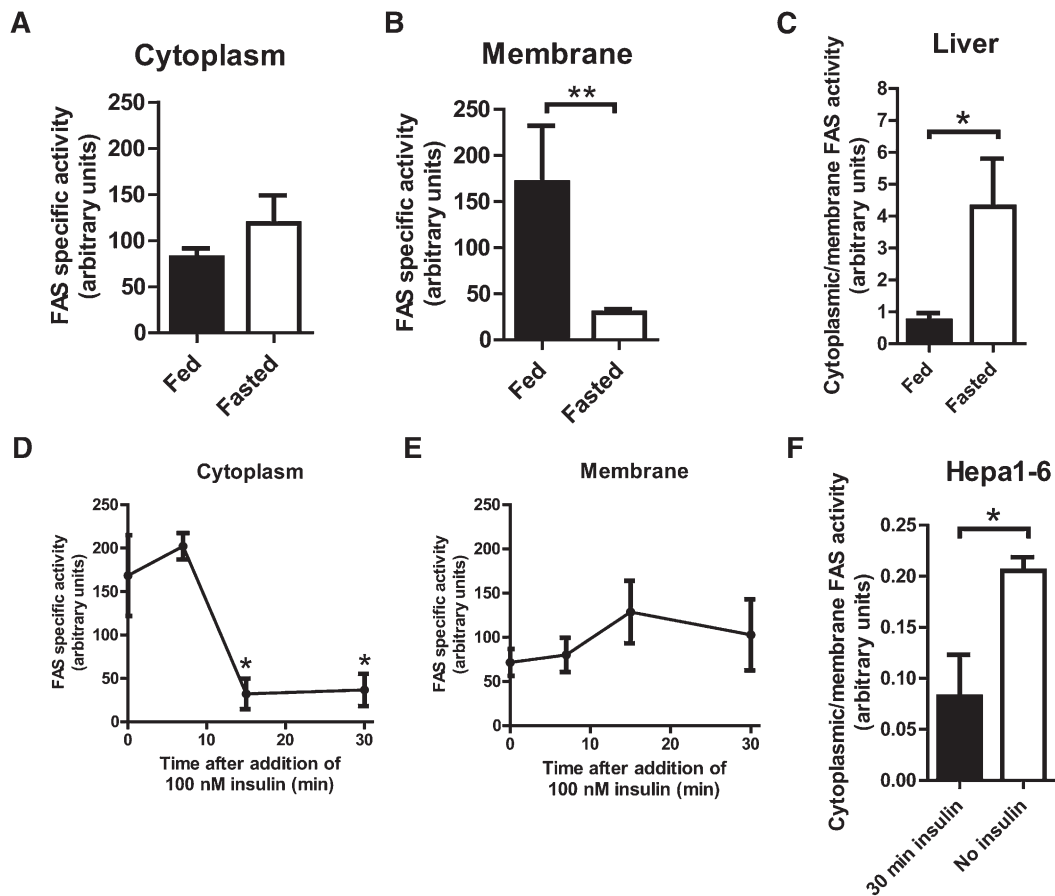 A
Cytoplasm
FAS specific activity
(arbitrary units)
250
200
150
100
50
0
Fed
Fasted
B
Membrane
**
FAS specific activity
(arbitrary units)
250
200
150
100
50
0
Fed
Fasted
C
Liver
*
Cytoplasmic/membrane FAS activity
(arbitrary units)
8
7
6
5
4
3
2
1
0
Fed
Fasted
D
Cytoplasm
FAS specific activity
(arbitrary units)
250
200
150
100
50
0
* *
0 10 20 30
Time after addition of
100 nM insulin (min)
E
Membrane
FAS specific activity
(arbitrary units)
250
200
150
100
50
0
0 10 20 30
Time after addition of
100 nM insulin (min)
F
Hepa1-6
*
Cytoplasmic/membrane FAS activity
(arbitrary units)
0.25
0.20
0.15
0.10
0.05
0.00
30 min insulin
No insulin